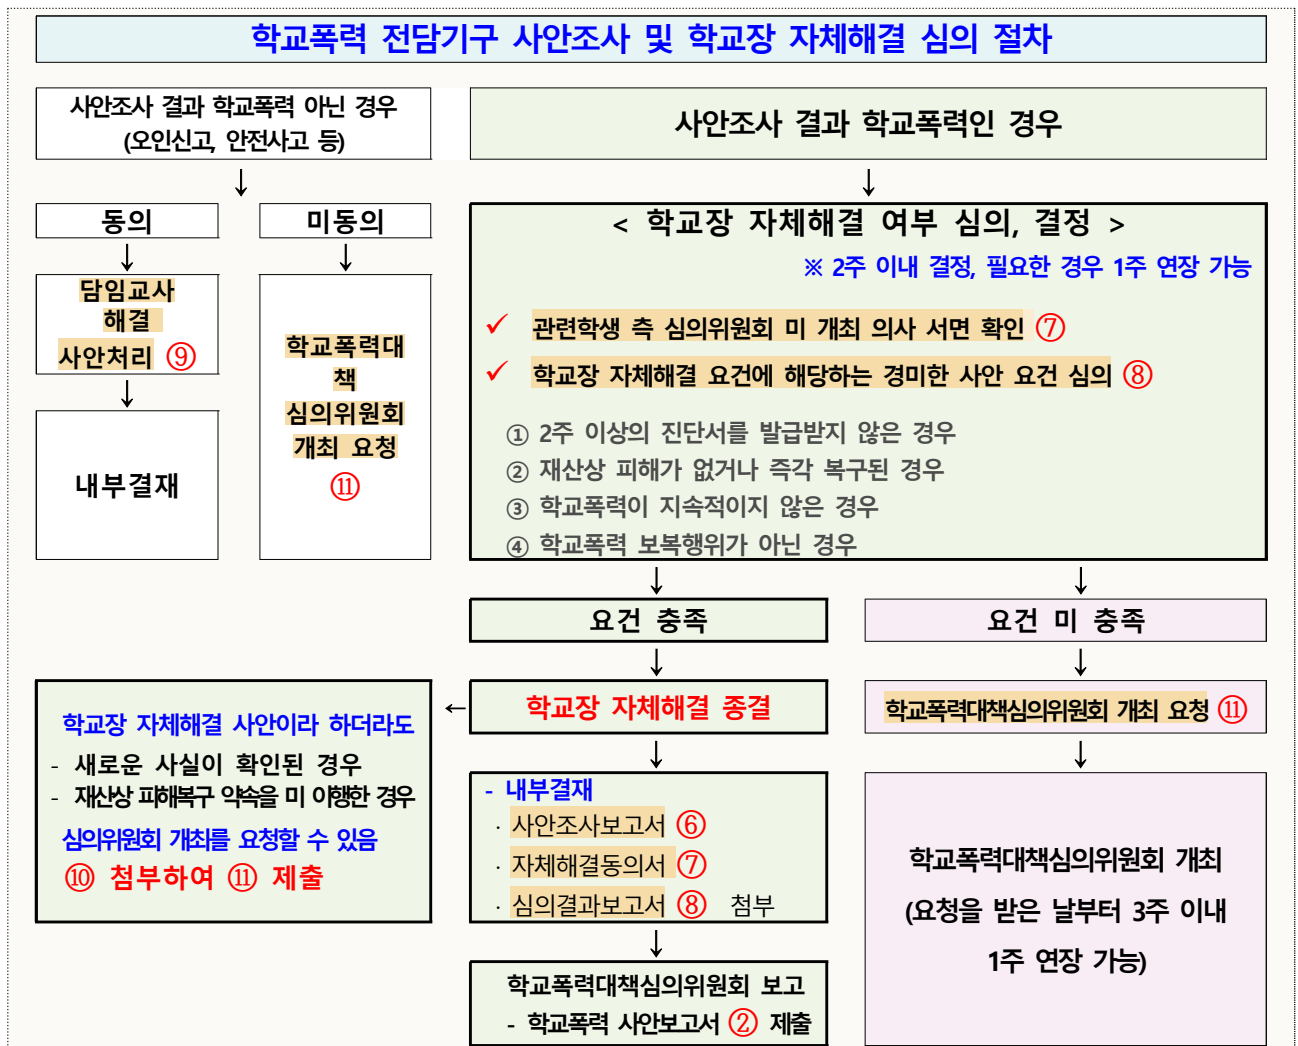 학교폭력 전담기구 사안조사 및 학교장 자체해결 심의 절차
사안조사 결과 학교폭력 아닌 경우
(오인신고, 안전사고 등)
사안조사 결과 학교폭력인 경우
↓
↓
동의
미동의
↓
↓
담임교사
해결
사안처리 ⑨
↓
내부결재
학교폭력대
책
심의위원회
개최 요청
⑪
< 학교장 자체해결 여부 심의, 결정 >
※ 2주 이내 결정, 필요한 경우 1주 연장 가능
✓ 관련학생 측 심의위원회 미 개최 의사 서면 확인 ⑦
✓ 학교장 자체해결 요건에 해당하는 경미한 사안 요건 심의 ⑧
① 2주 이상의 진단서를 발급받지 않은 경우
② 재산상 피해가 없거나 즉각 복구된 경우
③ 학교폭력이 지속적이지 않은 경우
④ 학교폭력 보복행위가 아닌 경우
↓
↓
요건 충족
요건 미 충족
↓
↓
학교장 자체해결 사안이라 하더라도
- 새로운 사실이 확인된 경우
- 재산상 피해복구 약속을 미 이행한 경우
심의위원회 개최를 요청할 수 있음
⑩ 첨부하여 ⑪ 제출
←
학교장 자체해결 종결
학교폭력대책심의위원회 개최 요청 ⑪
↓
↓
- 내부결재
· 사안조사보고서 ⑥
· 자체해결동의서 ⑦
· 심의결과보고서 ⑧ 첨부
↓
학교폭력대책심의위원회 보고
- 학교폭력 사안보고서 ② 제출
학교폭력대책심의위원회 개최
(요청을 받은 날부터 3주 이내
1주 연장 가능)